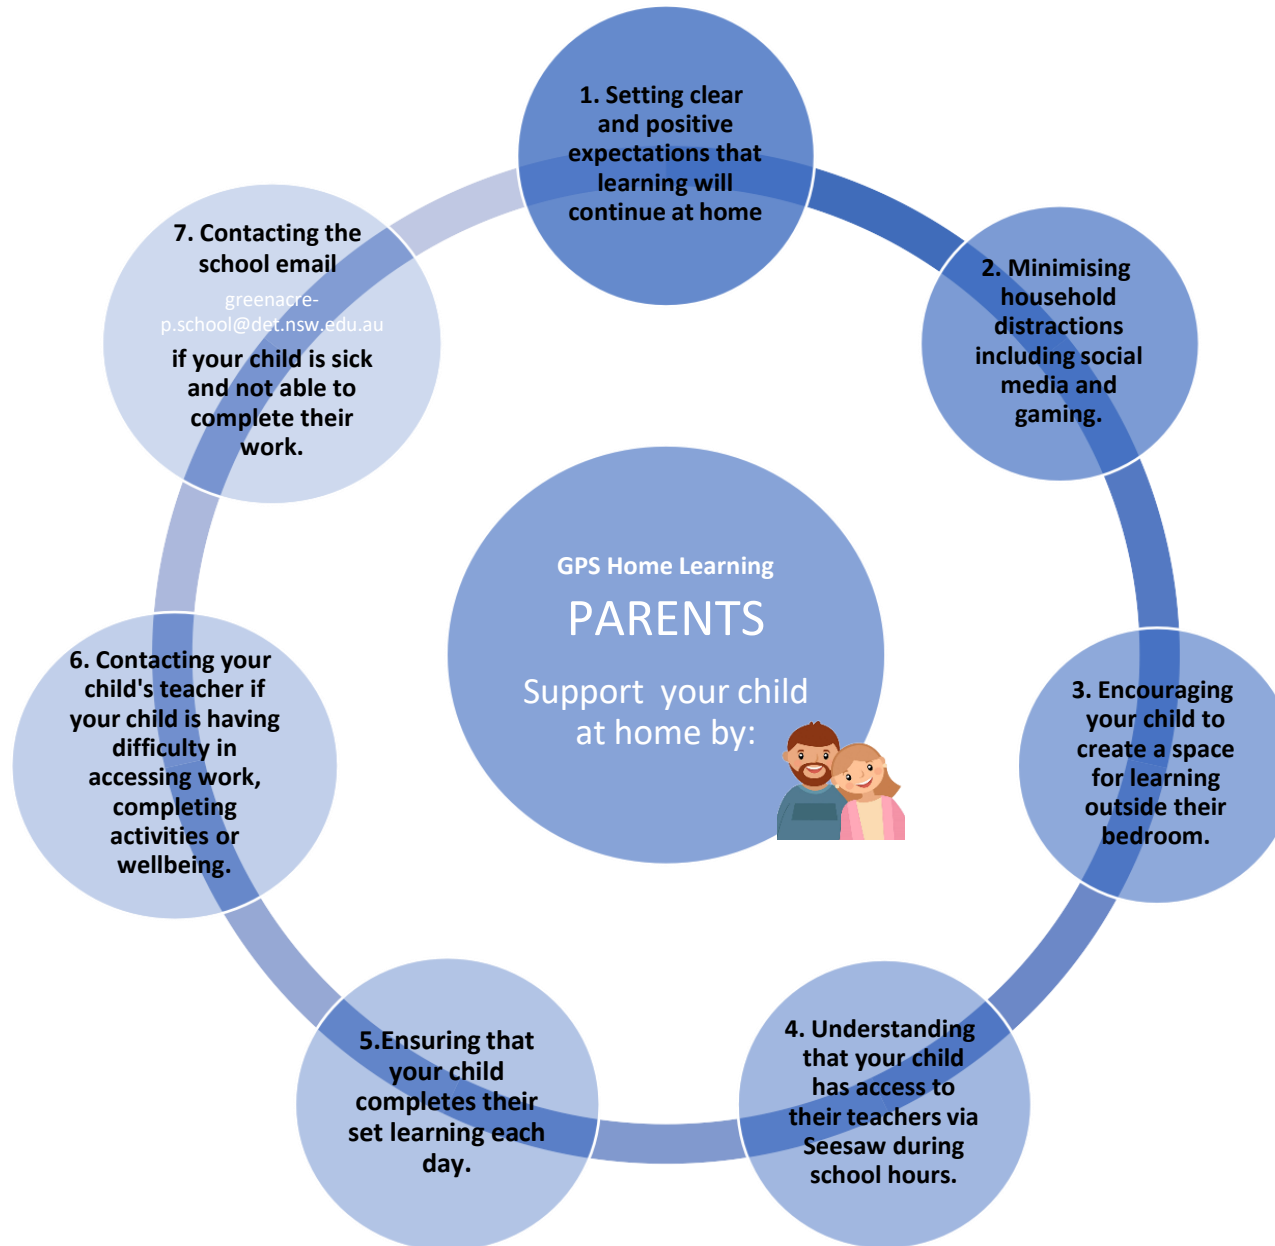 GPS Home Learning
PARENTS
Support your child
at home by:
1. Setting clear
and positive
expectations that
learning will
continue at home
2. Minimising
household
distractions
including social
media and
gaming.
3. Encouraging
your child to
create a space
for learning
outside their
bedroom.
4. Understanding
that your child
has access to
their teachers via
Seesaw during
school hours.
5.Ensuring that
your child
completes their
set learning each
day.
6. Contacting your
child's teacher if
your child is having
difficulty in
accessing work,
completing
activities or
wellbeing.
7. Contacting the
school email
greenacre-
p.school@det.nsw.edu.au
if your child is sick
and not able to
complete their
work.